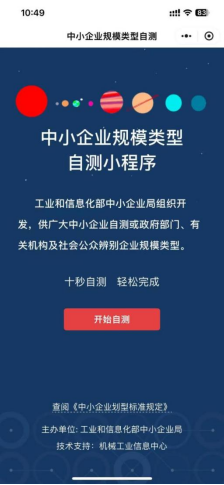 10:49
83
中小企业规模类型自测
中小企业规模类型
自测小程序
工业和信息化部中小企业局组织开
发，供广大中小企业自测或政府部门、有
关机构及社会公众辨别企业规模类型。
十秒自测 轻松完成
开始自测
查阅《中小企业划型标准规定》
主办单位：工业和信息化部中小企业局
技术支持：机械工业信息中心